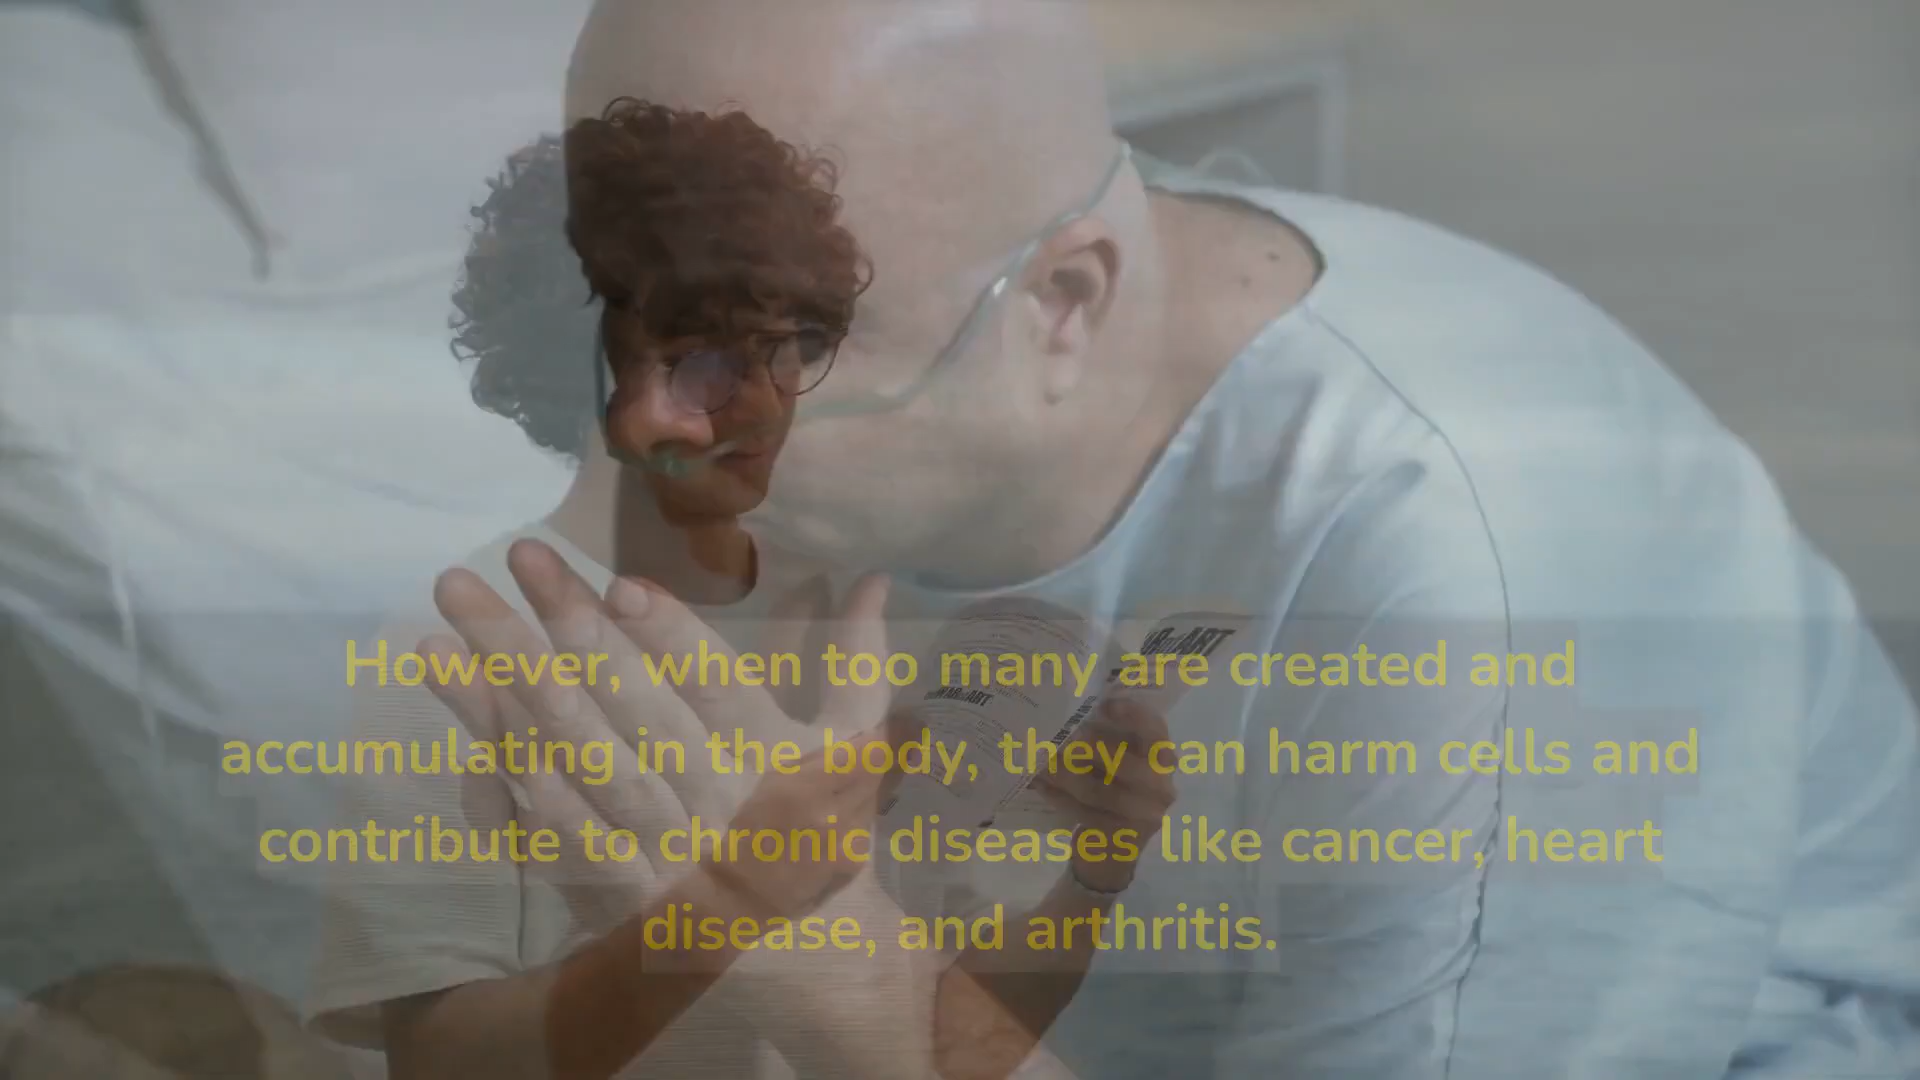 However, when too many are created and
accumulating in the body, they can harm cells and
contribute to chronic diseases like cancer, heart
disease, and arthritis.